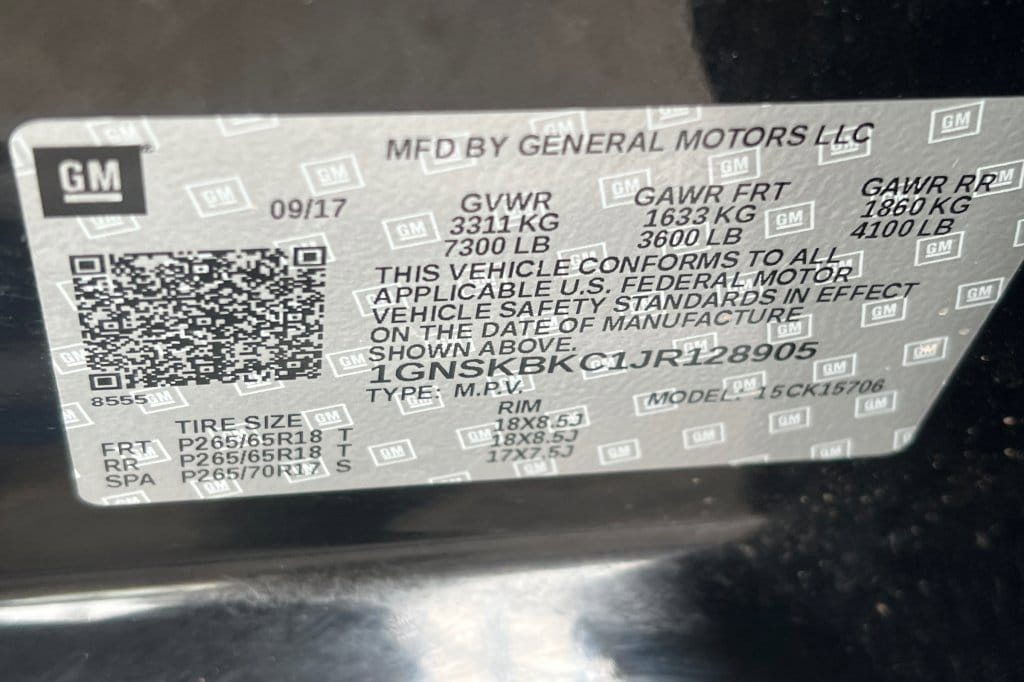 GM
MFD BY GENERAL MOTORS LLC
09/17
GVWR GAWR FRT GAWR RR
3311 KG 1633 KG 1860 KG
7300 LB 3600 LB 4100 LB
THIS VEHICLE CONFORMS TO ALL
APPLICABLE U.S. FEDERAL MOTOR
VEHICLE SAFETY STANDARDS IN EFFECT
ON THE DATE OF MANUFACTURE
SHOWN ABOVE.
1GNSKBKC1JR128905
TYPE: M.P.V. MODEL: 15CK15706
8555
TIRE SIZE RIM
FRT P265/65R18 T 18X8.5J
RR P265/65R18 T 18X8.5J
SPA P265/70R17 S 17X7.5J